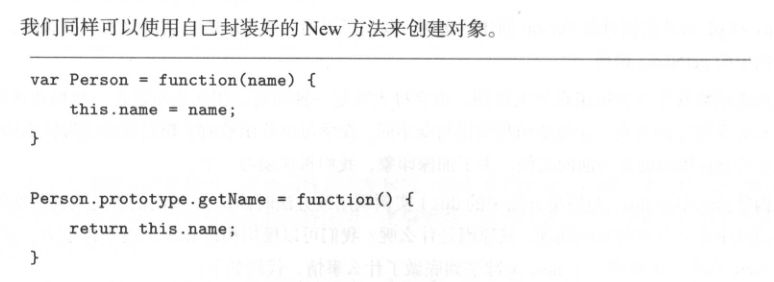 我们同样可以使用自己封装好的 New 方法来创建对象。
var Person = function(name) {
    this.name = name;
}
Person.prototype.getName = function() {
    return this.name;
}